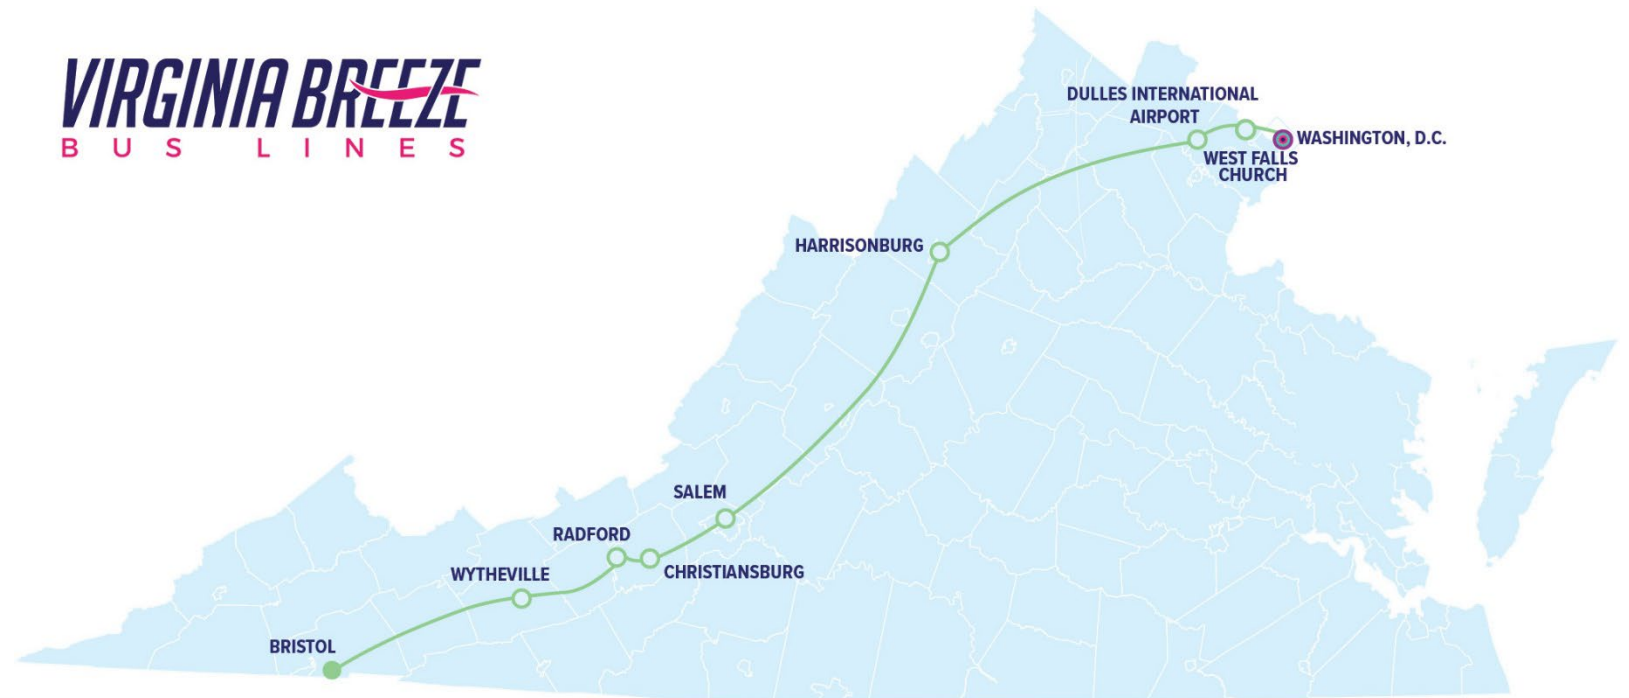 VIRGINIA BREEZE
BUS LINES
DULLES INTERNATIONAL
AIRPORT
WASHINGTON, D.C.
WEST FALLS
CHURCH
HARRISONBURG
SALEM
RADFORD
CHRISTIANSBURG
WYTHEVILLE
BRISTOL